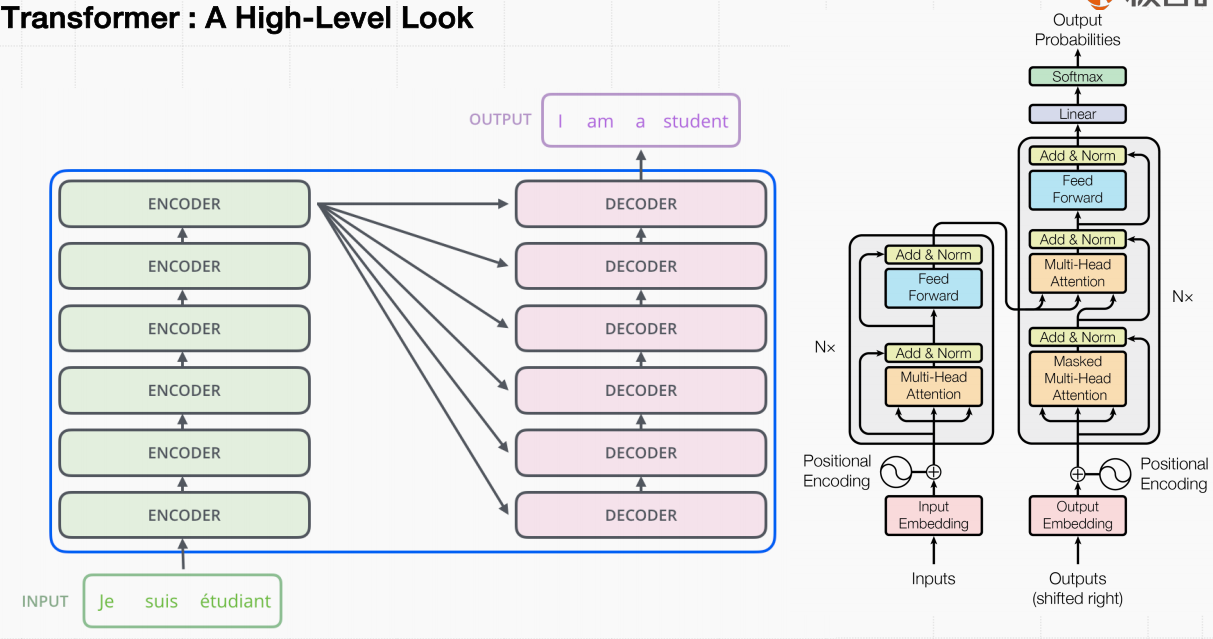 Transformer : A High-Level Look
OUTPUT
I am a student
ENCODER
ENCODER
ENCODER
ENCODER
ENCODER
ENCODER
DECODER
DECODER
DECODER
DECODER
DECODER
DECODER
INPUT
Je suis étudiant
Output
Probabilities
Softmax
Linear
Add & Norm
Feed
Forward
Add & Norm
Multi-Head
Attention
Add & Norm
Masked
Multi-Head
Attention
Nx
Positional
Encoding
Output
Embedding
Outputs
(shifted right)
Add & Norm
Feed
Forward
Add & Norm
Multi-Head
Attention
Nx
Positional
Encoding
Input
Embedding
Inputs